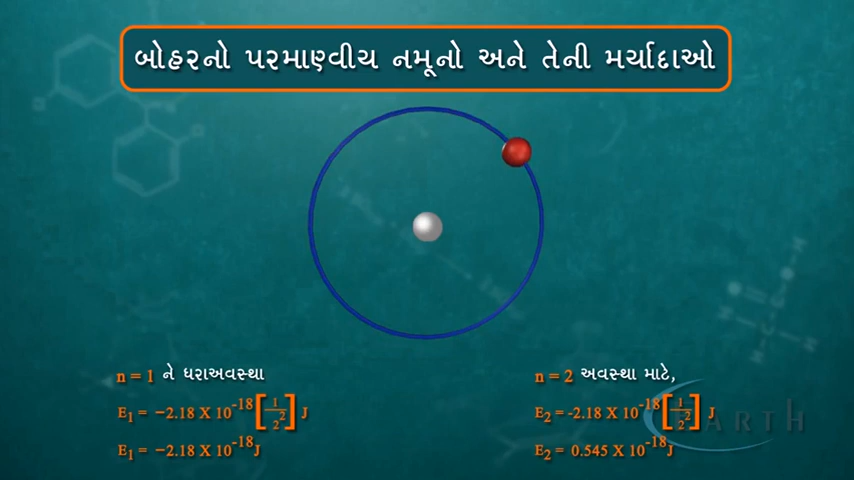 બોહરનો પરમાણ્વીય નમૂનો અને તેની મર્યાદાઓ
n = 1 ને ધરાઅવસ્થા
E₁ = −2.18 X 10⁻¹⁸[1/2²] J
E₁ = −2.18 X 10⁻¹⁸J
n = 2 અવસ્થા માટે,
E₂ = -2.18 X 10⁻¹⁸[1/2²] J
E₂ = 0.545 X 10⁻¹⁸J